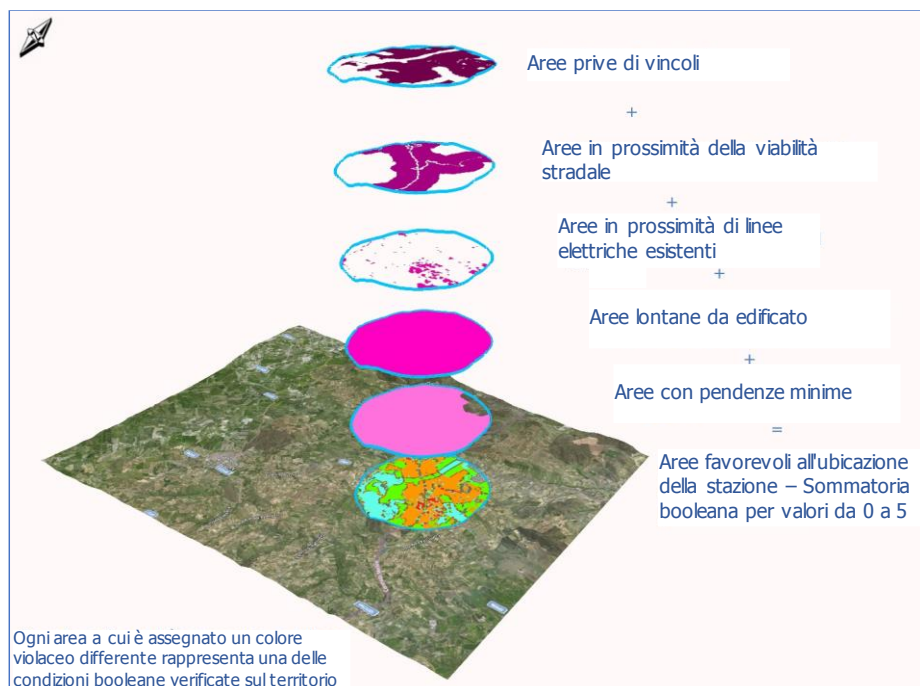 Aree prive di vincoli
+
Aree in prossimità della viabilità
stradale
+
Aree in prossimità di linee
elettriche esistenti
+
Aree lontane da edificato
+
Aree con pendenze minime
=
Aree favorevoli all'ubicazione
della stazione – Sommatoria
booleana per valori da 0 a 5
Ogni area a cui è assegnato un colore
violaceo differente rappresenta una delle
condizioni booleane verificate sul territorio